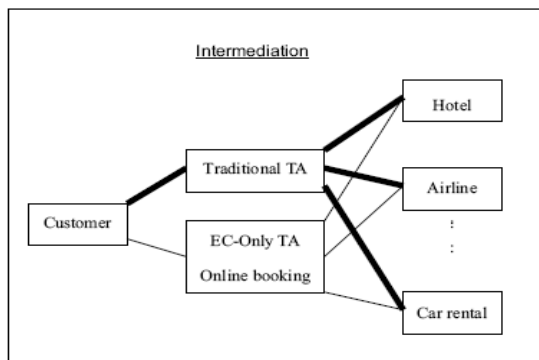 Intermediation
Hotel
Traditional TA
Airline
Customer
EC-Only TA
Online booking
Car rental